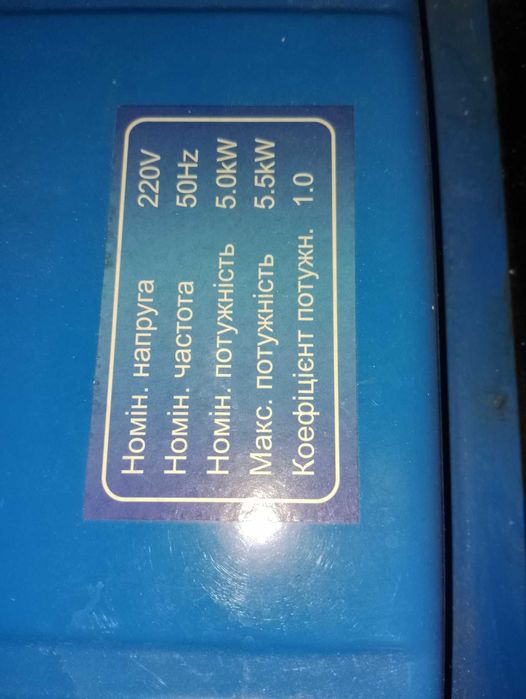 Номін. напруга 220V
Номін. частота 50Hz
Номін. потужність 5.0kW
Макс. потужність 5.5kW
Коефіцієнт потужн. 1.0